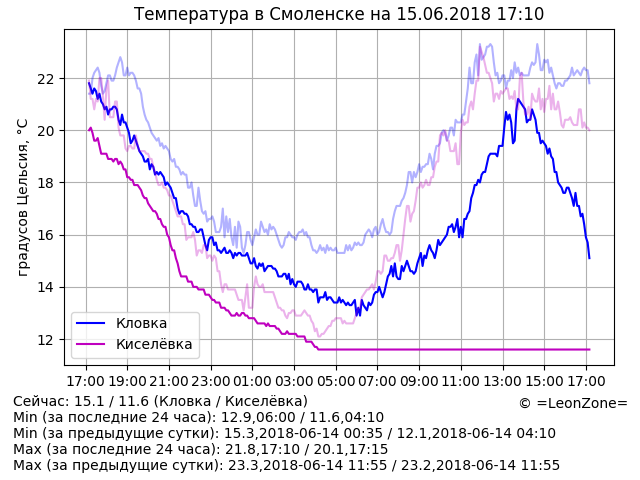 Температура в Смоленске на 15.06.2018 17:10
градусов Цельсия, °C
22
20
18
16
14
12
Кловка
Киселёвка
17:00 19:00 21:00 23:00 01:00 03:00 05:00 07:00 09:00 11:00 13:00 15:00 17:00
Сейчас: 15.1 / 11.6 (Кловка / Киселёвка)
© =LeonZone=
Min (за последние 24 часа): 12.9,06:00 / 11.6,04:10
Min (за предыдущие сутки): 15.3,2018-06-14 00:35 / 12.1,2018-06-14 04:10
Max (за последние 24 часа): 21.8,17:10 / 20.1,17:15
Max (за предыдущие сутки): 23.3,2018-06-14 11:55 / 23.2,2018-06-14 11:55